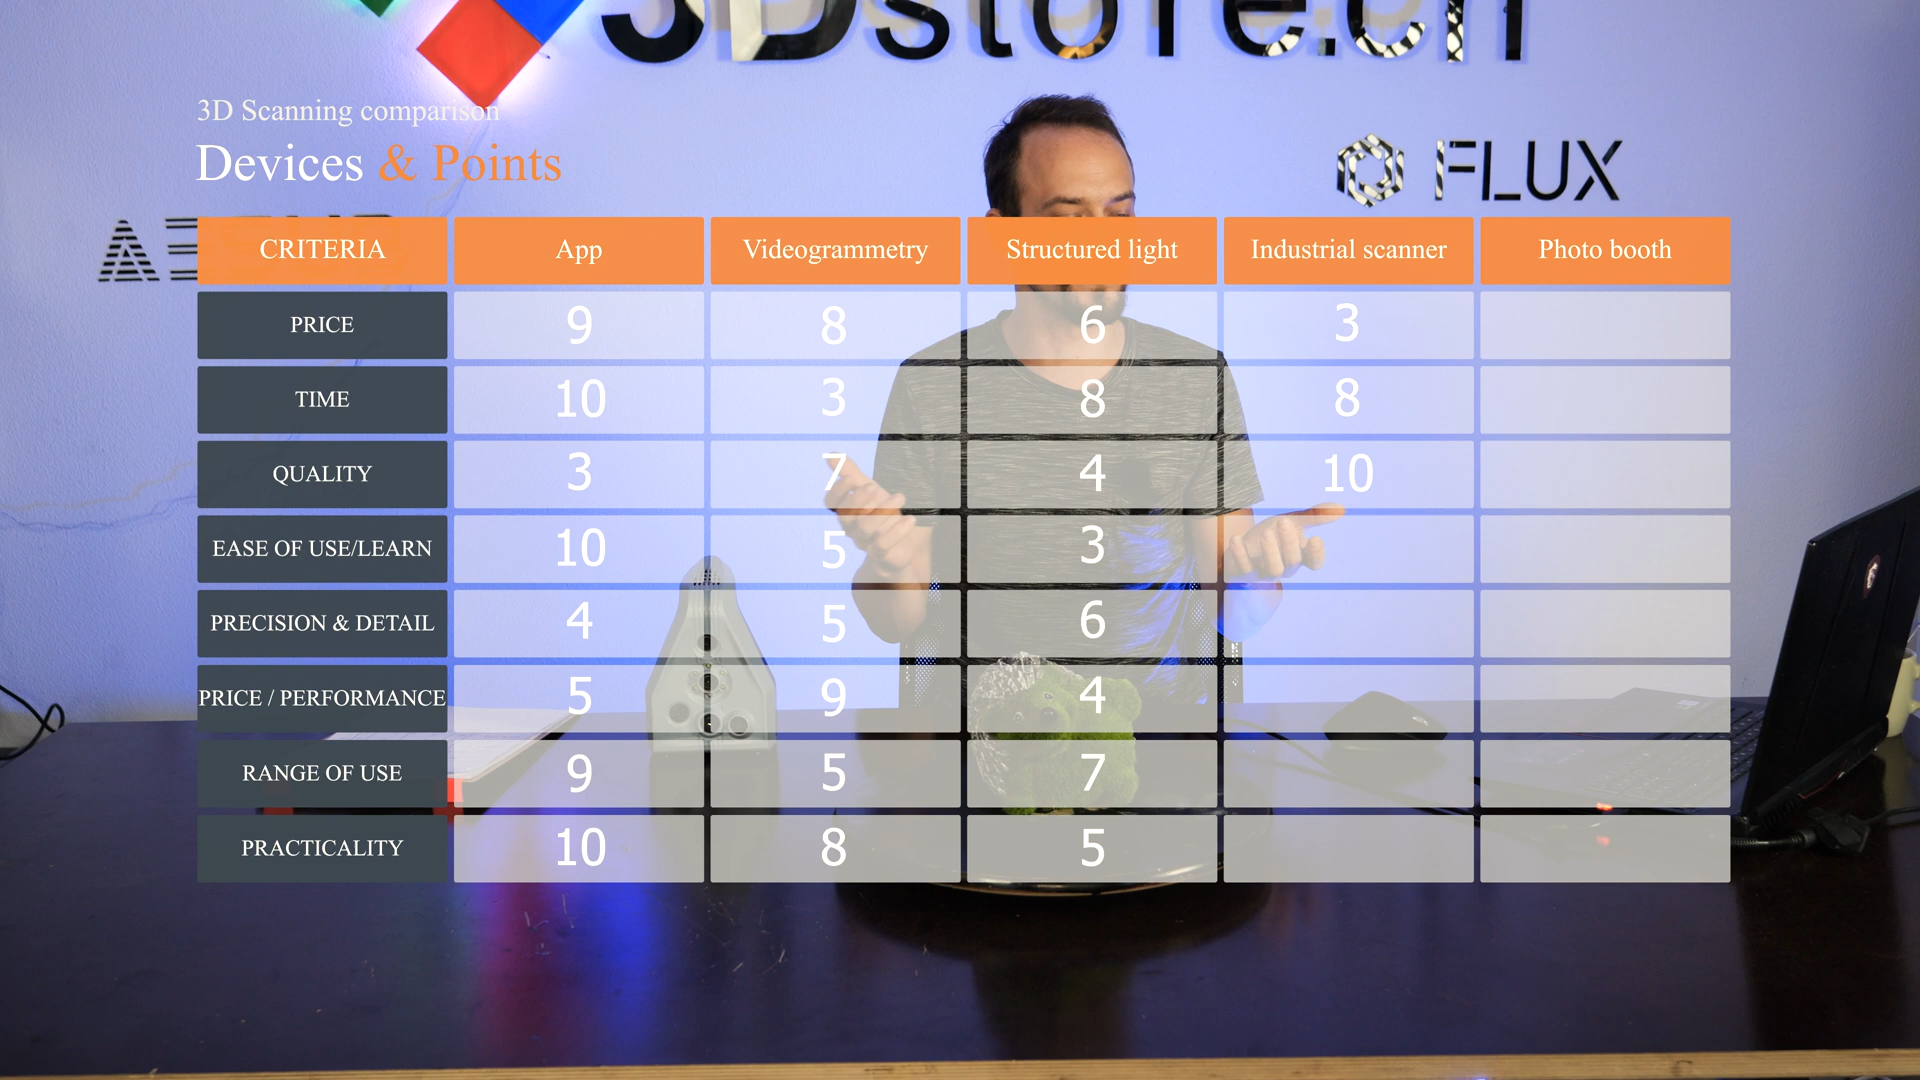 3Dstore.ch
3D Scanning comparison
Devices & Points
FLUX
CRITERIA App Videogrammetry Structured light Industrial scanner Photo booth
PRICE 9 8 6 3
TIME 10 3 8 8
QUALITY 3 7 4 10
EASE OF USE/LEARN 10 5 3
PRECISION & DETAIL 4 5 6
PRICE / PERFORMANCE 5 9 4
RANGE OF USE 9 5 7
PRACTICALITY 10 8 5